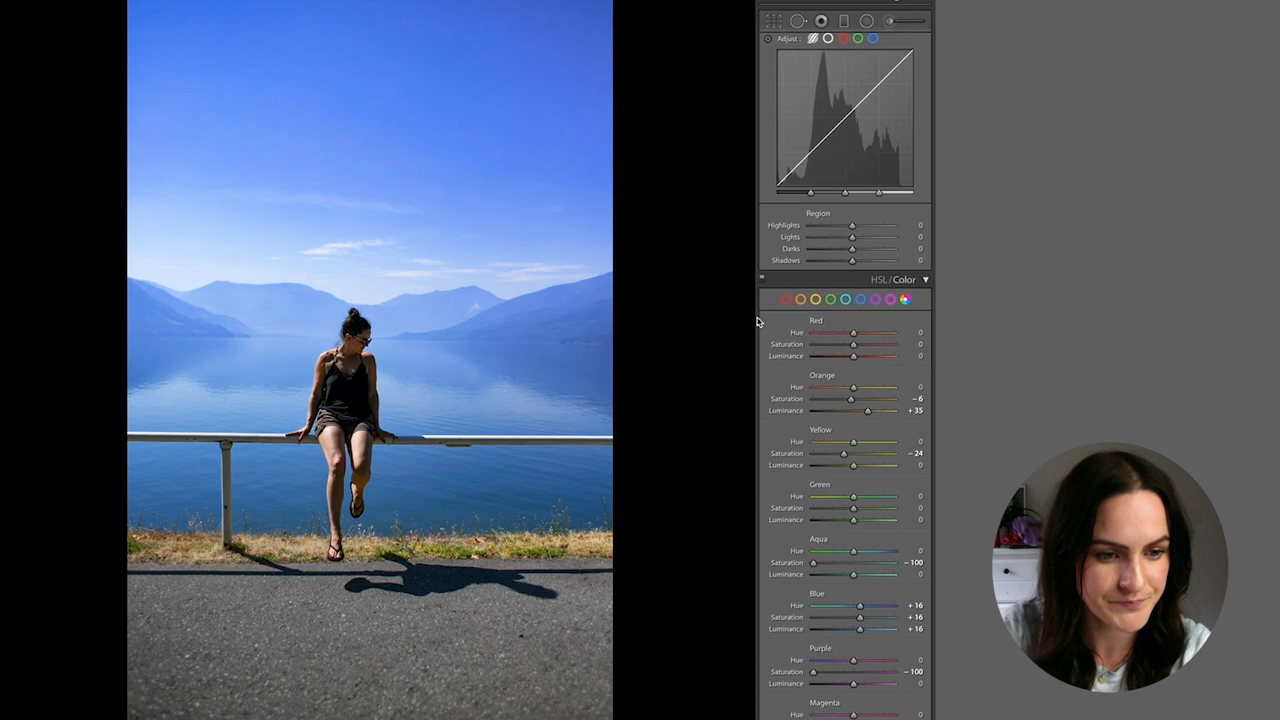 Adjust :
Region
Highlights 0
Lights 0
Darks 0
Shadows 0
HSL / Color ▼
Red
Hue 0
Saturation 0
Luminance 0
Orange
Hue 0
Saturation – 6
Luminance + 35
Yellow
Hue 0
Saturation – 24
Luminance 0
Green
Hue 0
Saturation 0
Luminance 0
Aqua
Hue 0
Saturation – 100
Luminance 0
Blue
Hue + 16
Saturation + 16
Luminance + 16
Purple
Hue 0
Saturation – 100
Luminance 0
Magenta
Hue 0